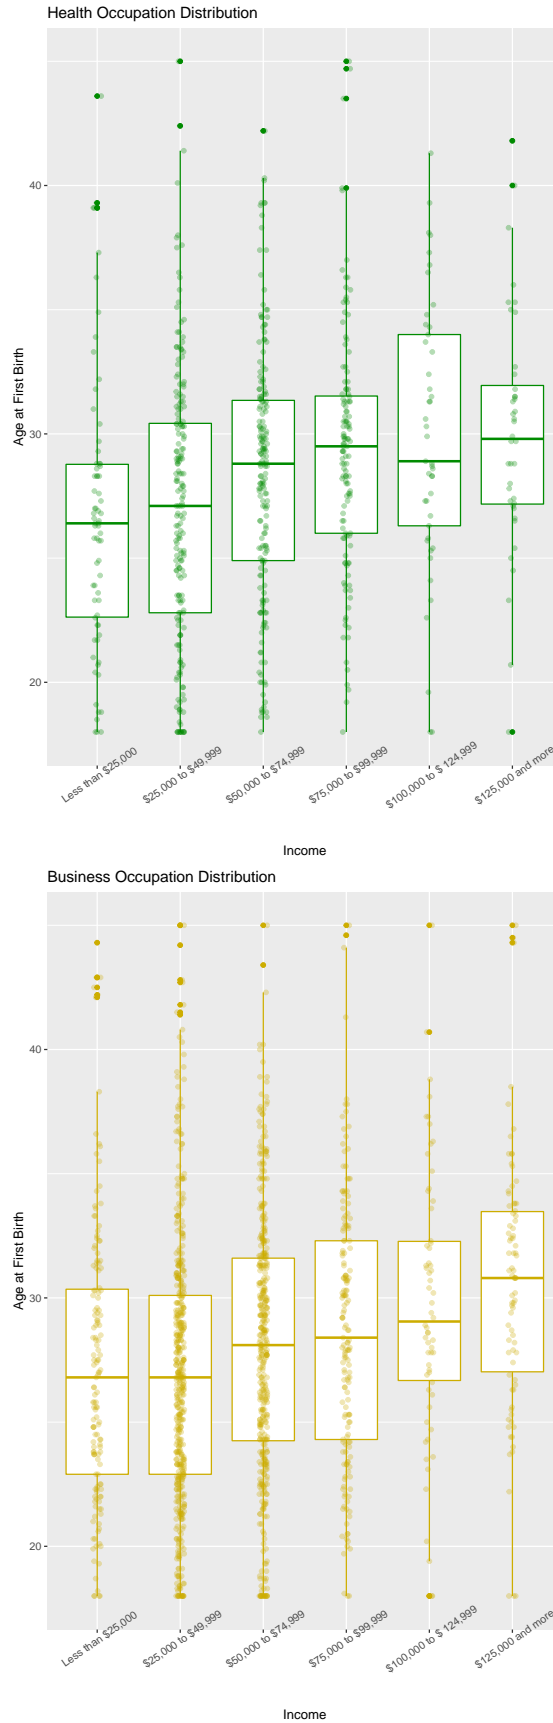 Health Occupation Distribution
Age at First Birth
40
30
20
Less than $25,000
$25,000 to $49,999
$50,000 to $74,999
$75,000 to $99,999
$100,000 to $ 124,999
$125,000 and more
Income
Business Occupation Distribution
Age at First Birth
40
30
20
Less than $25,000
$25,000 to $49,999
$50,000 to $74,999
$75,000 to $99,999
$100,000 to $ 124,999
$125,000 and more
Income